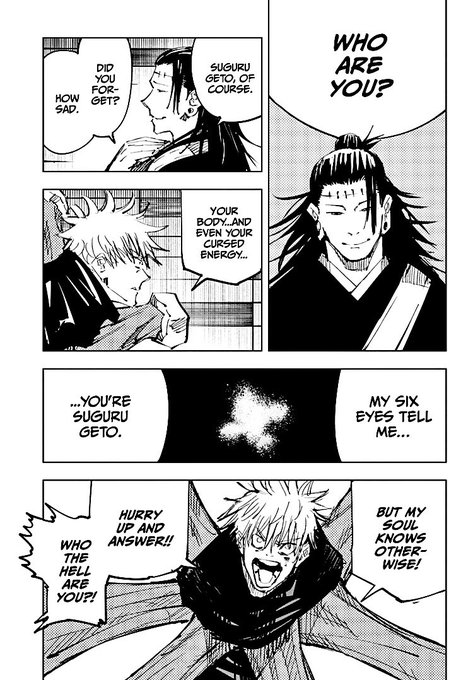 WHO
ARE
YOU?
SUGURU
GETO, OF
COURSE.
DID
YOU
FOR-
GET?
HOW
SAD.
YOUR
BODY...AND
EVEN YOUR
CURSED
ENERGY...
MY SIX
EYES TELL
ME...
...YOU'RE
SUGURU
GETO.
BUT MY
SOUL
KNOWS
OTHER-
WISE!
HURRY
UP AND
ANSWER!!
WHO
THE
HELL
ARE
YOU?!